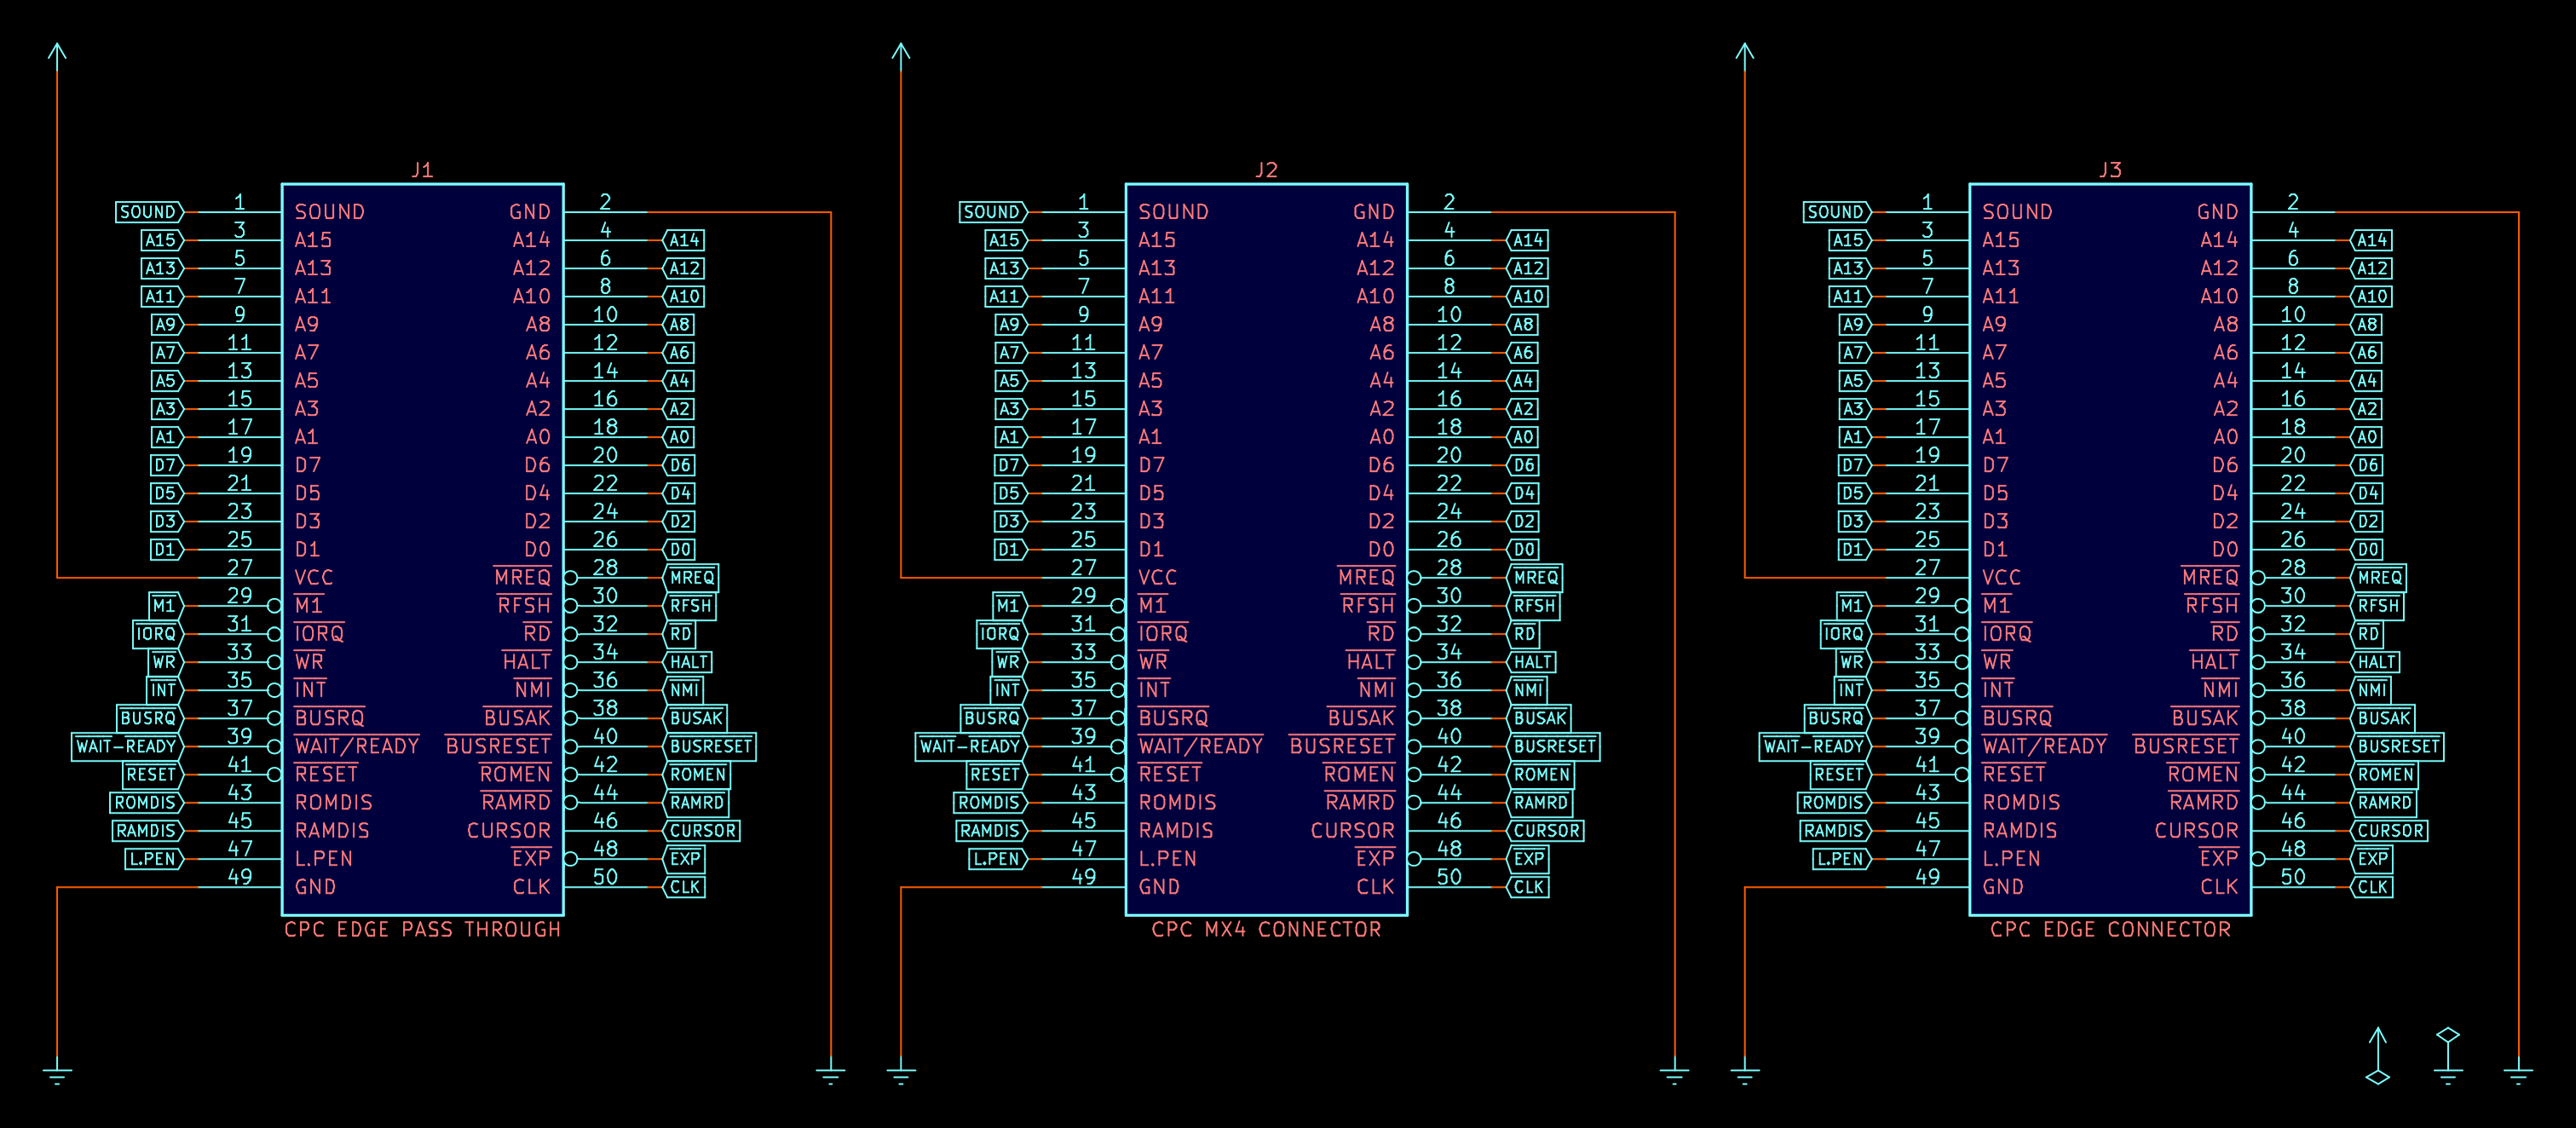 J1
SOUND 1 SOUND GND 2
A15 3 A15 A14 4 A14
A13 5 A13 A12 6 A12
A11 7 A11 A10 8 A10
A9 9 A9 A8 10 A8
A7 11 A7 A6 12 A6
A5 13 A5 A4 14 A4
A3 15 A3 A2 16 A2
A1 17 A1 A0 18 A0
D7 19 D7 D6 20 D6
D5 21 D5 D4 22 D4
D3 23 D3 D2 24 D2
D1 25 D1 D0 26 D0
27 VCC MREQ 28 MREQ
M1 29 M1 RFSH 30 RFSH
IORQ 31 IORQ RD 32 RD
WR 33 WR HALT 34 HALT
INT 35 INT NMI 36 NMI
BUSRQ 37 BUSRQ BUSAK 38 BUSAK
WAIT-READY 39 WAIT/READY BUSRESET 40 BUSRESET
RESET 41 RESET ROMEN 42 ROMEN
ROMDIS 43 ROMDIS RAMRD 44 RAMRD
RAMDIS 45 RAMDIS CURSOR 46 CURSOR
L.PEN 47 L.PEN EXP 48 EXP
49 GND CLK 50 CLK
CPC EDGE PASS THROUGH
J2
SOUND 1 SOUND GND 2
A15 3 A15 A14 4 A14
A13 5 A13 A12 6 A12
A11 7 A11 A10 8 A10
A9 9 A9 A8 10 A8
A7 11 A7 A6 12 A6
A5 13 A5 A4 14 A4
A3 15 A3 A2 16 A2
A1 17 A1 A0 18 A0
D7 19 D7 D6 20 D6
D5 21 D5 D4 22 D4
D3 23 D3 D2 24 D2
D1 25 D1 D0 26 D0
27 VCC MREQ 28 MREQ
M1 29 M1 RFSH 30 RFSH
IORQ 31 IORQ RD 32 RD
WR 33 WR HALT 34 HALT
INT 35 INT NMI 36 NMI
BUSRQ 37 BUSRQ BUSAK 38 BUSAK
WAIT-READY 39 WAIT/READY BUSRESET 40 BUSRESET
RESET 41 RESET ROMEN 42 ROMEN
ROMDIS 43 ROMDIS RAMRD 44 RAMRD
RAMDIS 45 RAMDIS CURSOR 46 CURSOR
L.PEN 47 L.PEN EXP 48 EXP
49 GND CLK 50 CLK
CPC MX4 CONNECTOR
J3
SOUND 1 SOUND GND 2
A15 3 A15 A14 4 A14
A13 5 A13 A12 6 A12
A11 7 A11 A10 8 A10
A9 9 A9 A8 10 A8
A7 11 A7 A6 12 A6
A5 13 A5 A4 14 A4
A3 15 A3 A2 16 A2
A1 17 A1 A0 18 A0
D7 19 D7 D6 20 D6
D5 21 D5 D4 22 D4
D3 23 D3 D2 24 D2
D1 25 D1 D0 26 D0
27 VCC MREQ 28 MREQ
M1 29 M1 RFSH 30 RFSH
IORQ 31 IORQ RD 32 RD
WR 33 WR HALT 34 HALT
INT 35 INT NMI 36 NMI
BUSRQ 37 BUSRQ BUSAK 38 BUSAK
WAIT-READY 39 WAIT/READY BUSRESET 40 BUSRESET
RESET 41 RESET ROMEN 42 ROMEN
ROMDIS 43 ROMDIS RAMRD 44 RAMRD
RAMDIS 45 RAMDIS CURSOR 46 CURSOR
L.PEN 47 L.PEN EXP 48 EXP
49 GND CLK 50 CLK
CPC EDGE CONNECTOR